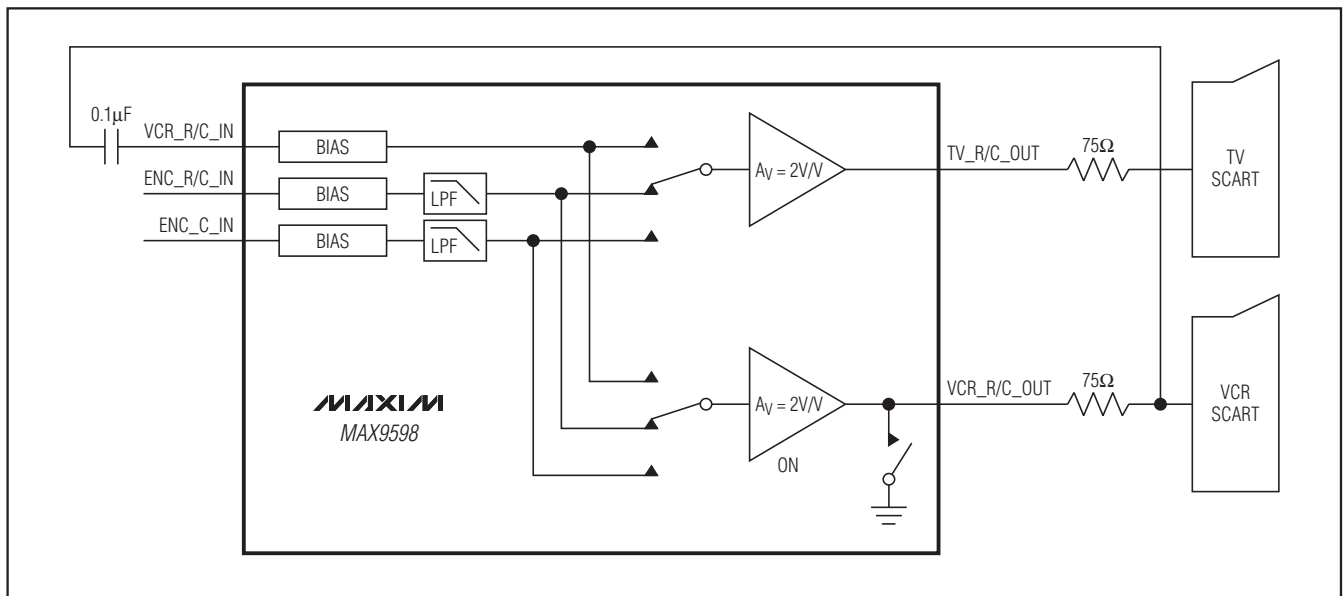 0.1µF
VCR_R/C_IN
BIAS
ENC_R/C_IN
BIAS
LPF
ENC_C_IN
BIAS
LPF
AV = 2V/V
TV_R/C_OUT
75Ω
TV
SCART
MAXIM
MAX9598
AV = 2V/V
ON
VCR_R/C_OUT
75Ω
VCR
SCART